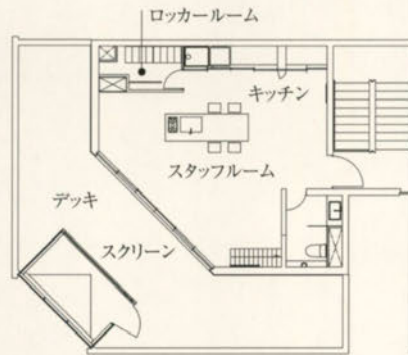 ロッカールーム
キッチン
スタッフルーム
デッキ
スクリーン